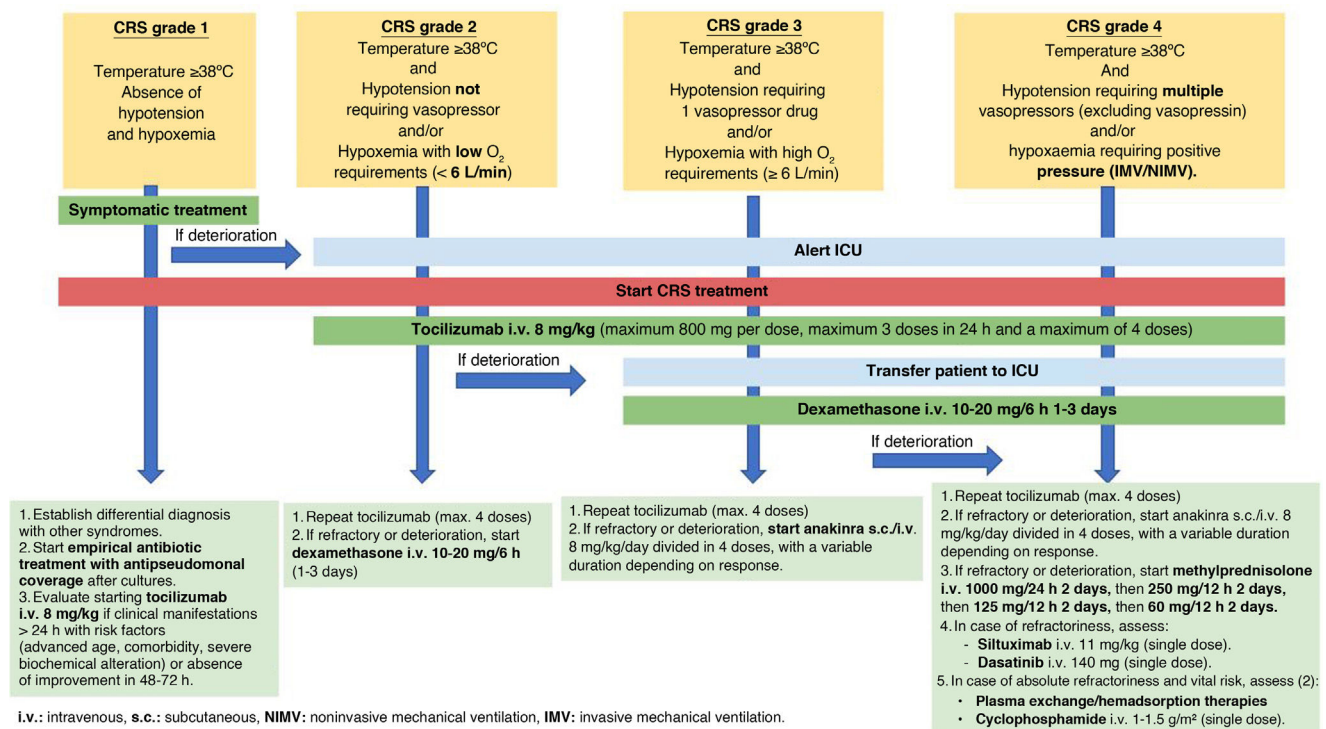 CRS grade 1
Temperature ≥38ºC
Absence of
hypotension
and hypoxemia
CRS grade 2
Temperature ≥38ºC
and
Hypotension not
requiring vasopressor
and/or
Hypoxemia with low O₂
requirements (< 6 L/min)
CRS grade 3
Temperature ≥38ºC
and
Hypotension requiring
1 vasopressor drug
and/or
Hypoxemia with high O₂
requirements (≥ 6 L/min)
CRS grade 4
Temperature ≥38ºC
And
Hypotension requiring multiple
vasopressors (excluding vasopressin)
and/or
hypoxaemia requiring positive
pressure (IMV/NIMV).
Symptomatic treatment
If deterioration
Alert ICU
Start CRS treatment
Tocilizumab i.v. 8 mg/kg (maximum 800 mg per dose, maximum 3 doses in 24 h and a maximum of 4 doses)
If deterioration
Transfer patient to ICU
Dexamethasone i.v. 10-20 mg/6 h 1-3 days
If deterioration
1. Establish differential diagnosis
with other syndromes.
2. Start empirical antibiotic
treatment with antipseudomonal
coverage after cultures.
3. Evaluate starting tocilizumab
i.v. 8 mg/kg if clinical manifestations
> 24 h with risk factors
(advanced age, comorbidity, severe
biochemical alteration) or absence
of improvement in 48-72 h.
1. Repeat tocilizumab (max. 4 doses)
2. If refractory or deterioration, start
dexamethasone i.v. 10-20 mg/6 h
(1-3 days)
1. Repeat tocilizumab (max. 4 doses)
2. If refractory or deterioration, start anakinra s.c./i.v.
8 mg/kg/day divided in 4 doses, with a variable
duration depending on response.
1. Repeat tocilizumab (max. 4 doses)
2. If refractory or deterioration, start anakinra s.c./i.v. 8
mg/kg/day divided in 4 doses, with a variable duration
depending on response.
3. If refractory or deterioration, start methylprednisolone
i.v. 1000 mg/24 h 2 days, then 250 mg/12 h 2 days,
then 125 mg/12 h 2 days, then 60 mg/12 h 2 days.
4. In case of refractoriness, assess:
- Siltuximab i.v. 11 mg/kg (single dose).
- Dasatinib i.v. 140 mg (single dose).
5. In case of absolute refractoriness and vital risk, assess (2):
• Plasma exchange/hemadsorption therapies
• Cyclophosphamide i.v. 1-1.5 g/m² (single dose).
i.v.: intravenous, s.c.: subcutaneous, NIMV: noninvasive mechanical ventilation, IMV: invasive mechanical ventilation.